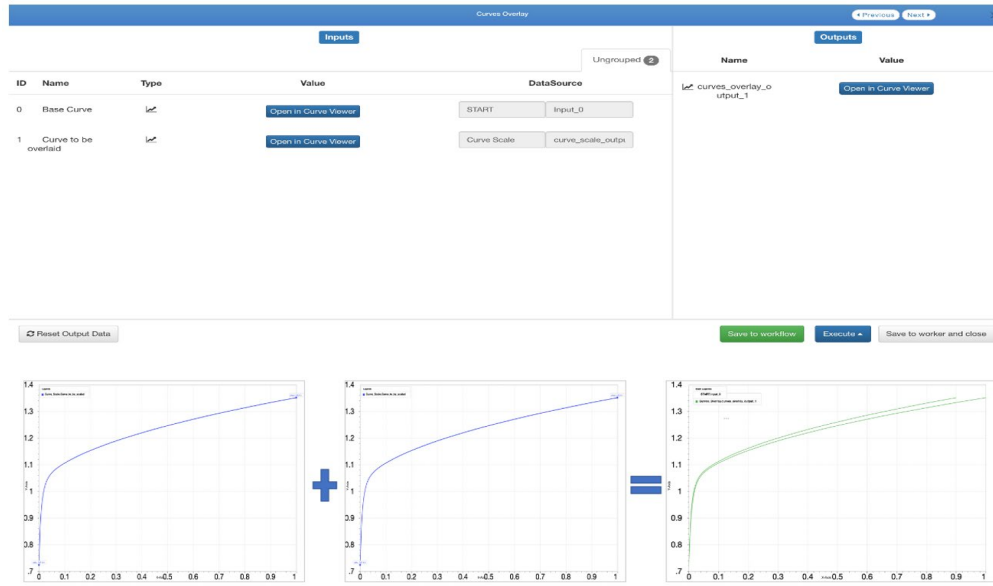 Curves Overlay
Previous Next
Inputs
Ungrouped 2
ID Name Type Value DataSource
0 Base Curve Open in Curve Viewer START Input_0
1 Curve to be Open in Curve Viewer Curve Scale curve_scale_outpu
overlaid
Outputs
Name Value
curves_overlay_o Open in Curve Viewer
utput_1
Reset Output Data Save to workflow Execute Save to worker and close
1.4
1.3
1.2
1.1
1
0.9
0.8
.7
0 0.1 0.2 0.3 0.4 0.5 0.6 0.7 0.8 0.9 1
1.4
1.3
1.2
1.1
1
0.9
0.8
.7
0 0.1 0.2 0.3 0.4 0.5 0.6 0.7 0.8 0.9 1
1.4
1.3
1.2
1.1
1
0.9
0.8
.7
0 0.1 0.2 0.3 0.4 0.5 0.6 0.7 0.8 0.9 1